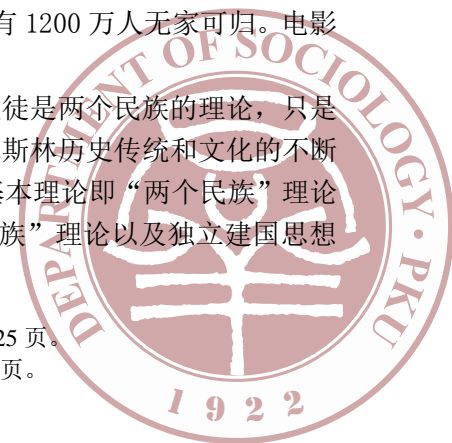 有 1200 万人无家可归。电影
徒是两个民族的理论，只是
斯林历史传统和文化的不断
基本理论即“两个民族”理论
族”理论以及独立建国思想
25 页。
页。
DEPARTMENT OF SOCIOLOGY · PKU
1922